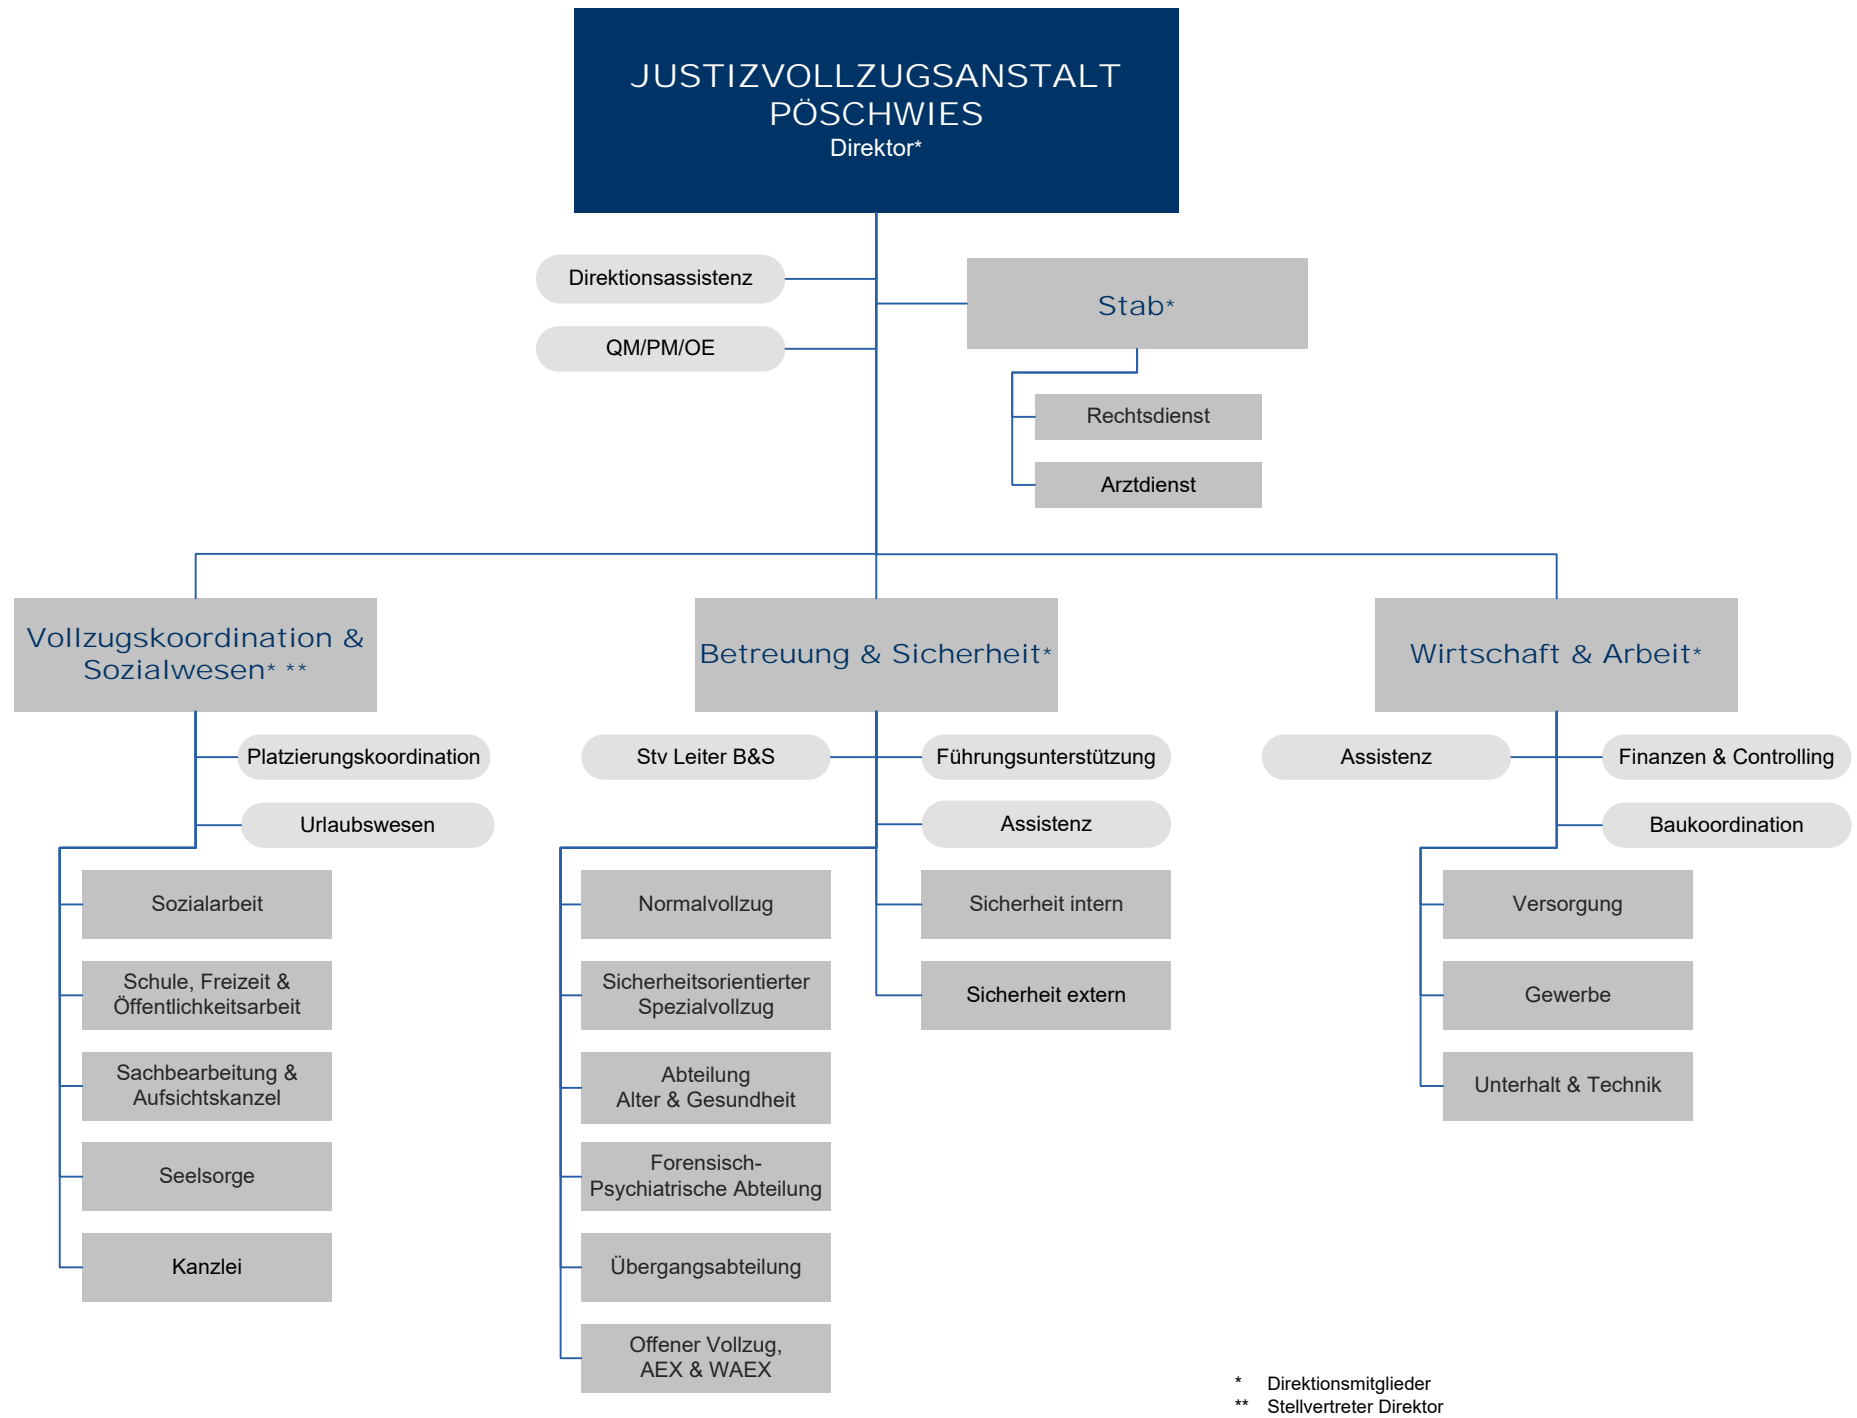 JUSTIZVOLLZUGSANSTALT
PÖSCHWIES
Direktor*
Direktionsassistenz
Stab*
QM/PM/OE
Rechtsdienst
Arztdienst
Vollzugskoordination &
Sozialwesen* **
Betreuung & Sicherheit*
Wirtschaft & Arbeit*
Platzierungskoordination
Urlaubswesen
Sozialarbeit
Schule, Freizeit &
Öffentlichkeitsarbeit
Sachbearbeitung &
Aufsichtskanzel
Seelsorge
Kanzlei
Stv Leiter B&S
Führungsunterstützung
Assistenz
Normalvollzug
Sicherheitsorientierter
Spezialvollzug
Abteilung
Alter & Gesundheit
Forensisch-
Psychiatrische Abteilung
Übergangsabteilung
Offener Vollzug,
AEX & WAEX
Sicherheit intern
Sicherheit extern
Assistenz
Finanzen & Controlling
Baukoordination
Versorgung
Gewerbe
Unterhalt & Technik
* Direktionsmitglieder
** Stellvertreter Direktor